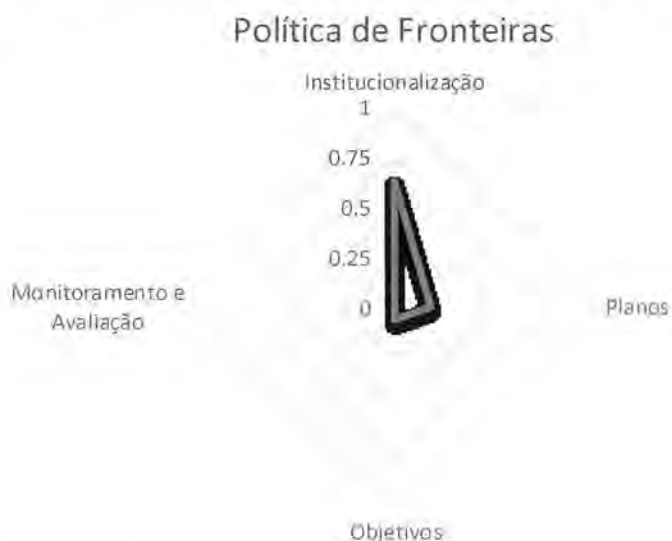 Política de Fronteiras
Institucionalização
1
0.75
0.5
0.25
0
Monitoramento e
Avaliação
Planos
Objetivos